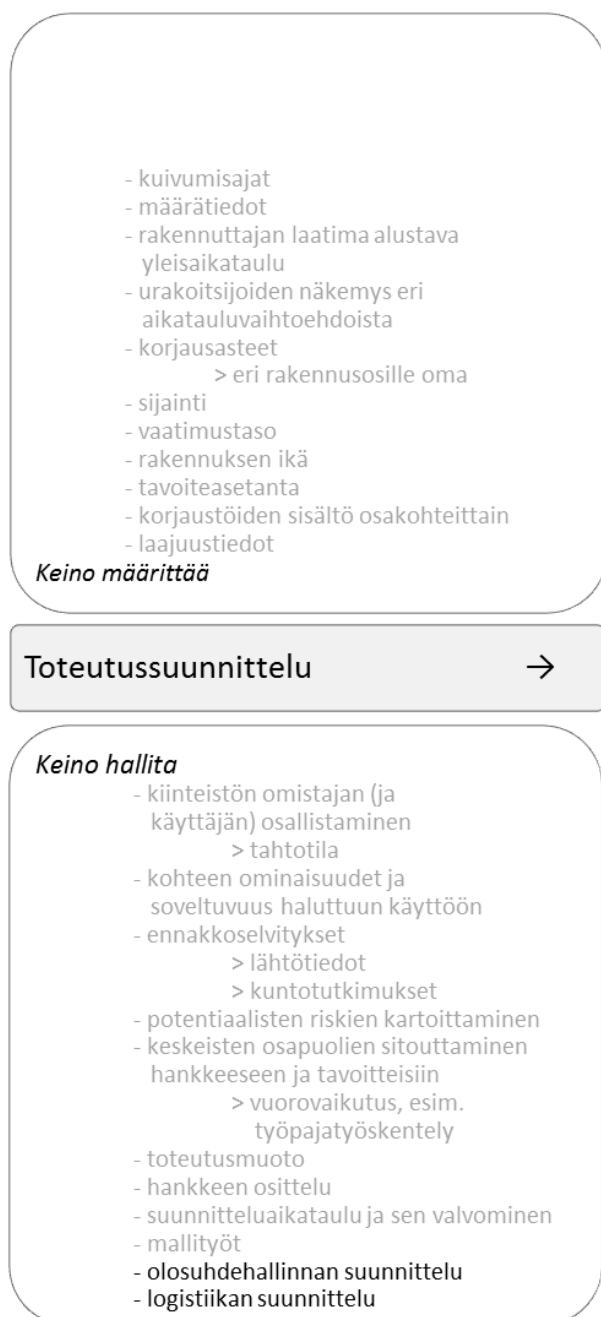 - kuivumisajat
- määrätiedot
- rakennuttajan laatima alustava
yleisaikataulu
- urakoitsijoiden näkemys eri
aikatauluvaihtoehdoista
- korjausasteet
> eri rakennusosille oma
- sijainti
- vaatimustaso
- rakennuksen ikä
- tavoiteasetanta
- korjaustöiden sisältö osakohteittain
- laajuustiedot
Keino määrittää
Toteutussuunnittelu →
Keino hallita
- kiinteistön omistajan (ja
käyttäjän) osallistaminen
> tahtotila
- kohteen ominaisuudet ja
soveltuvuus haluttuun käyttöön
- ennakkoselvitykset
> lähtötiedot
> kuntotutkimukset
- potentiaalisten riskien kartoittaminen
- keskeisten osapuolien sitouttaminen
hankkeeseen ja tavoitteisiin
> vuorovaikutus, esim.
työpajatyöskentely
- toteutusmuoto
- hankkeen osittelu
- suunnitteluaikataulu ja sen valvominen
- mallityöt
- olosuhdehallinnan suunnittelu
- logistiikan suunnittelu